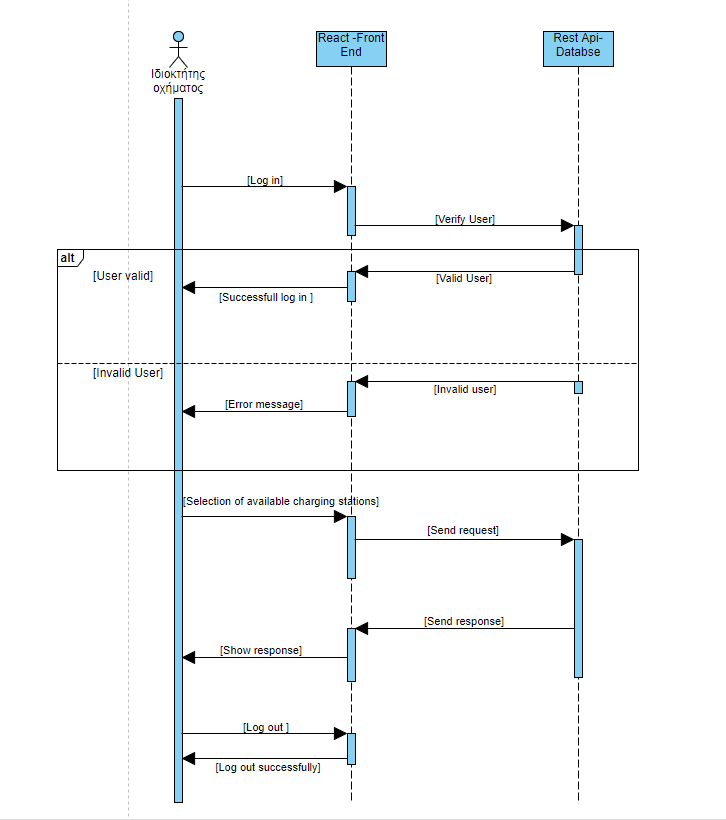 React -Front
End
Rest Api-
Databse
Ιδιοκτήτης
οχήματος
[Log in]
[Verify User]
alt
[User valid]
[Valid User]
[Successfull log in ]
[Invalid User]
[Invalid user]
[Error message]
[Selection of available charging stations]
[Send request]
[Send response]
[Show response]
[Log out ]
[Log out successfully]